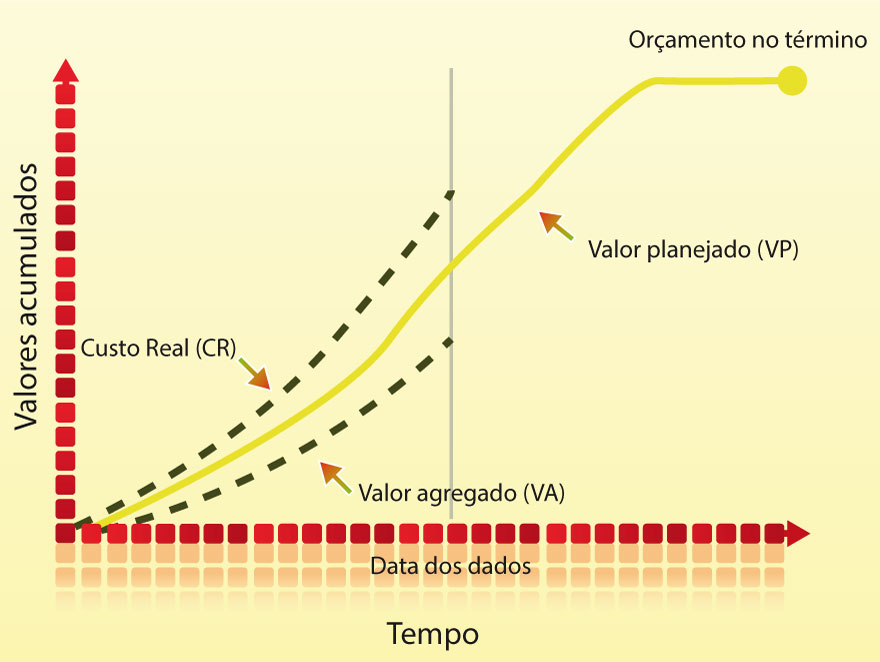 Orçamento no término
Valores acumulados
Valor planejado (VP)
Custo Real (CR)
Valor agregado (VA)
Data dos dados
Tempo